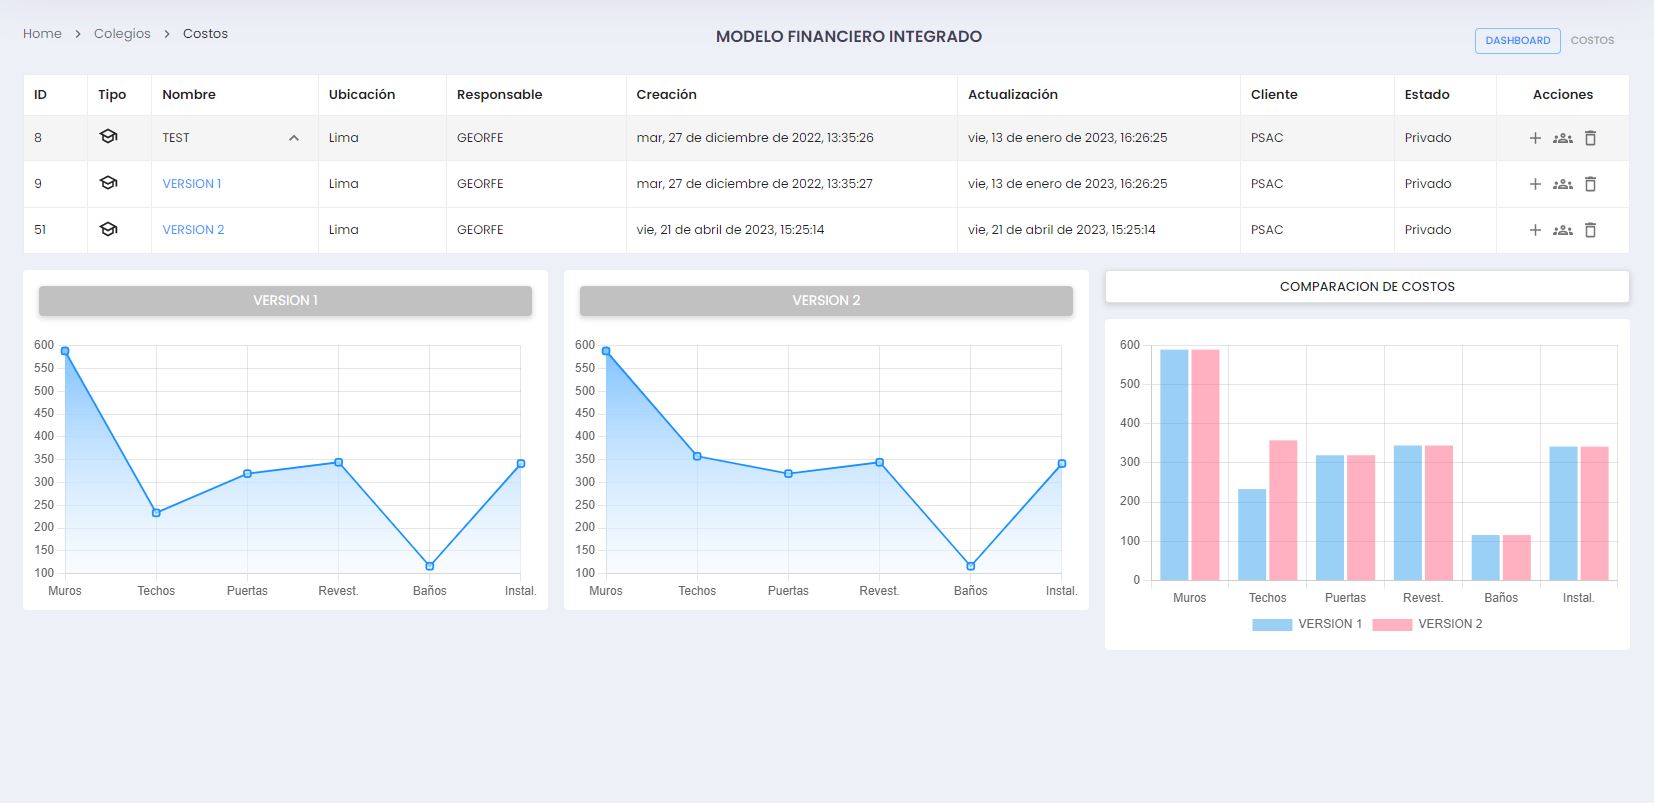 Home > Colegios > Costos
MODELO FINANCIERO INTEGRADO
DASHBOARD COSTOS
ID Tipo Nombre Ubicación Responsable Creación Actualización Cliente Estado Acciones
8 TEST Lima GEORFE mar, 27 de diciembre de 2022, 13:35:26 vie, 13 de enero de 2023, 16:26:25 PSAC Privado
9 VERSION 1 Lima GEORFE mar, 27 de diciembre de 2022, 13:35:27 vie, 13 de enero de 2023, 16:26:25 PSAC Privado
51 VERSION 2 Lima GEORFE vie, 21 de abril de 2023, 15:25:14 vie, 21 de abril de 2023, 15:25:14 PSAC Privado
VERSION 1
600
550
500
450
400
350
300
250
200
150
100
Muros Techos Puertas Revest. Baños Instal.
VERSION 2
600
550
500
450
400
350
300
250
200
150
100
Muros Techos Puertas Revest. Baños Instal.
COMPARACION DE COSTOS
600
500
400
300
200
100
0
Muros Techos Puertas Revest. Baños Instal.
VERSION 1 VERSION 2